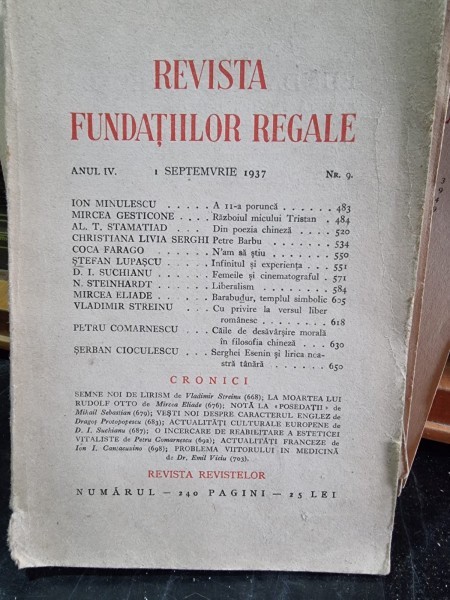 REVISTA
FUNDAȚIILOR REGALE
ANUL IV. 1 SEPTEMVRIE 1937 Nr. 9.
ION MINULESCU . . . . . A 11-a poruncă . . . . . 483
MIRCEA GESTICONE . . . . Războiul micului Tristan . 484
AL. T. STAMATIAD . . . . Din poezia chineză . . . . 520
CHRISTIANA LIVIA SERGHI Petre Barbu . . . . . . 534
COCA FARAGO . . . . . N'am să știu . . . . . . 550
ȘTEFAN LUPAȘCU . . . . Infinitul și experiența . . . 551
D. I. SUCHIANU . . . . . Femeile și cinematograful . 571
N. STEINHARDT . . . . . Liberalism . . . . . . . 584
MIRCEA ELIADE . . . . . Barabudur, templul simbolic 605
VLADIMIR STREINU . . . Cu privire la versul liber
românesc . . . . . . . 618
PETRU COMARNESCU . . . Căile de desăvârșire morală
în filosofia chineză . . . 630
ȘERBAN CIOCULESCU . . . Serghei Esenin și lirica noa-
stră tânără . . . . . . 650
CRONICI
SEMNE NOI DE LIRISM de Vladimir Streinu (668); LA MOARTEA LUI
RUDOLF OTTO de Mircea Eliade (676); NOTĂ LA «POSEDAȚII» de
Mihail Sebastian (679); VEȘTI NOI DESPRE CARACTERUL ENGLEZ de
Dragoș Protopopescu (683); ACTUALITĂȚI CULTURALE EUROPENE de
D. I. Suchianu (687); O INCERCARE DE REABILITARE A ESTETICEI
VITALISTE de Petru Comarnescu (692); ACTUALITĂȚI FRANCEZE de
Ion I. Cantacuzino (698); PROBLEMA VIITORULUI IN MEDICINĂ
de Dr. Emil Viciu (703).
REVISTA REVISTELOR
NUMĂRUL — 240 PAGINI — 25 LEI